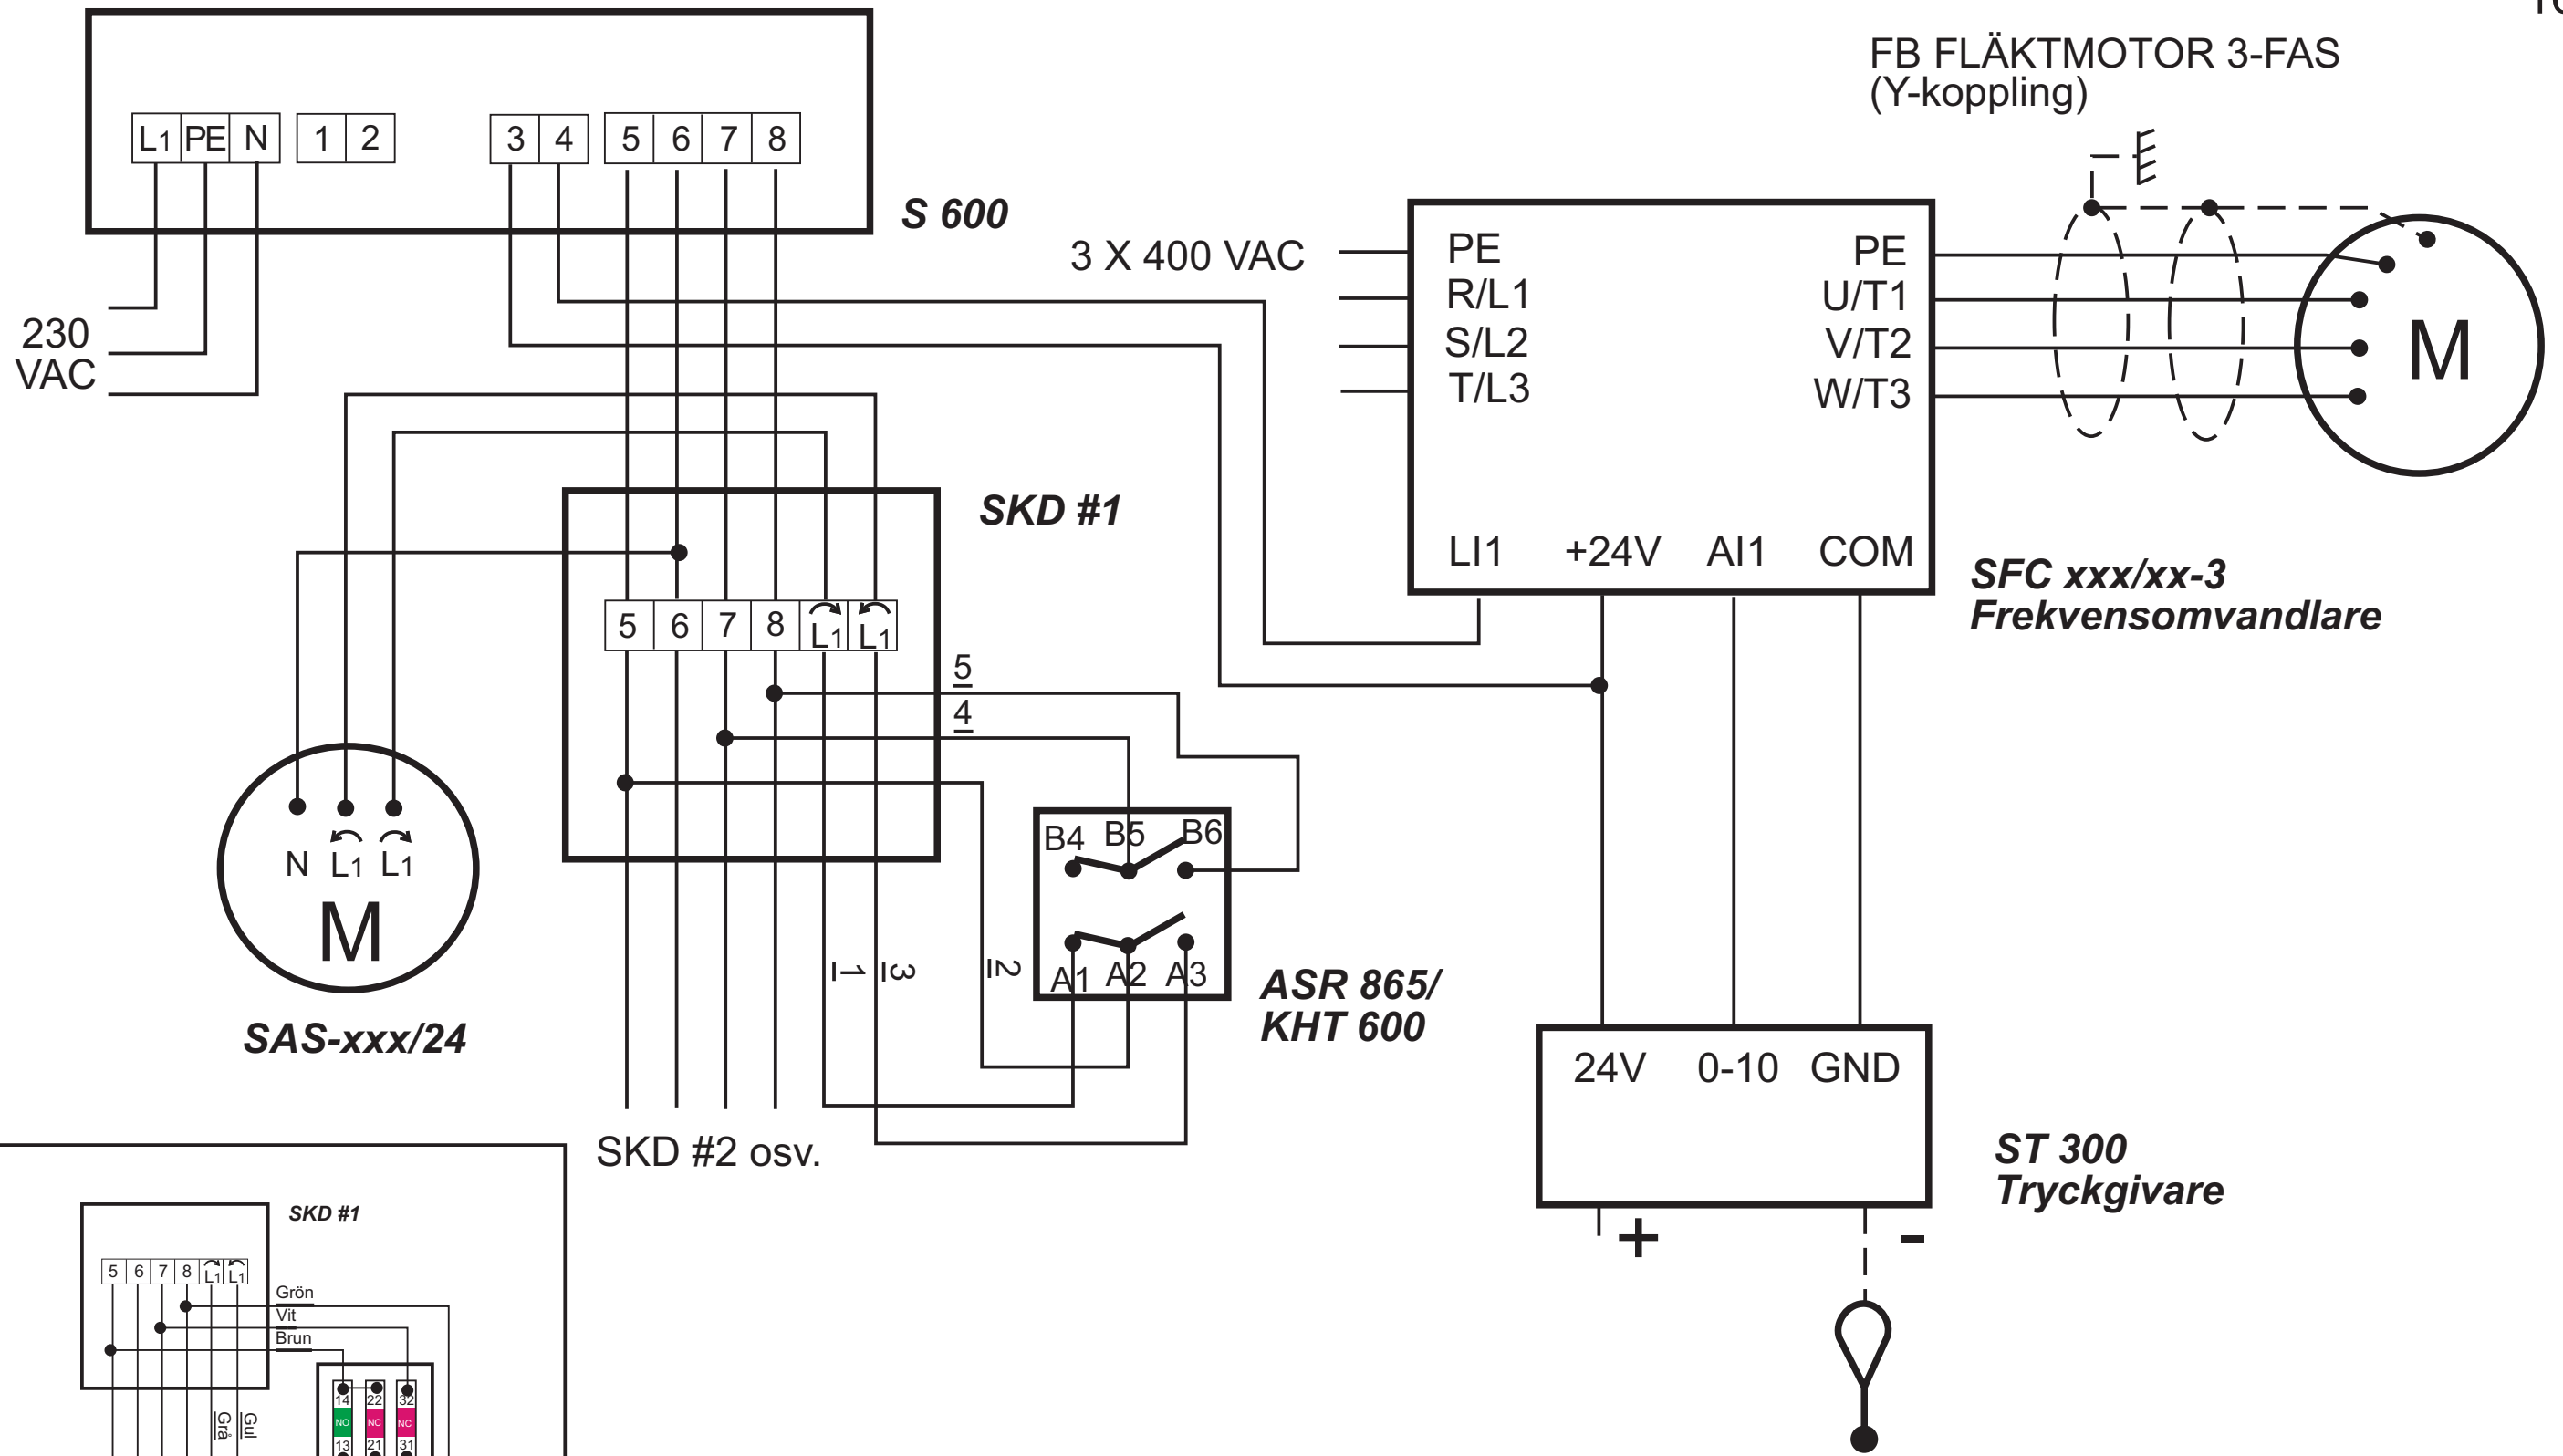 FB FLÄKTMOTOR 3-FAS
(Y-koppling)
L1 PE N 1 2 3 4 5 6 7 8
S 600
230
VAC
3 X 400 VAC
PE
R/L1
S/L2
T/L3
PE
U/T1
V/T2
W/T3
M
LI1 +24V AI1 COM
SFC xxx/xx-3
Frekvensomvandlare
SKD #1
5 6 7 8 L1 L1
5
4
N L1 L1
M
SAS-xxx/24
B4 B5 B6
A1 A2 A3
1 3 2
ASR 865/
KHT 600
SKD #2 osv.
24V 0-10 GND
ST 300
Tryckgivare
+ -
SKD #1
5 6 7 8 L1 L1
Grön
Vit
Brun
Grå Gul
14 22 32
NO NC NC
13 21 31